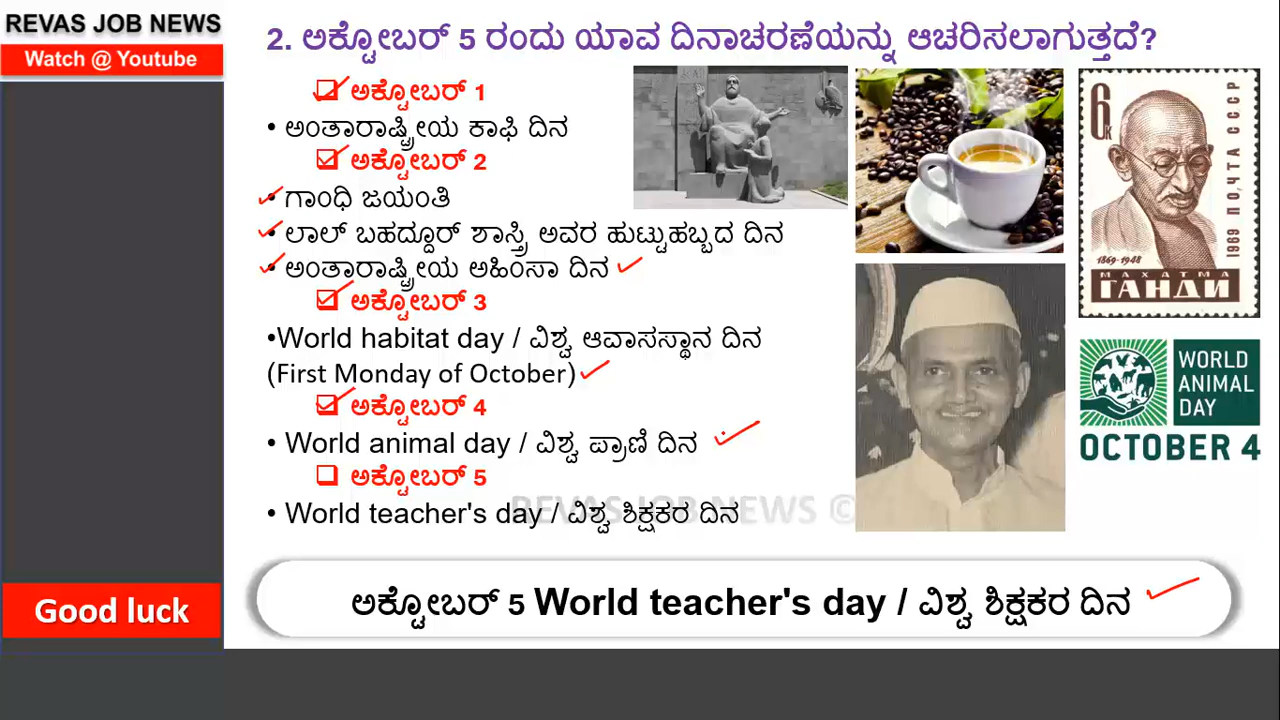 REVAS JOB NEWS
Watch @ Youtube
2. ಅಕ್ಟೋಬರ್ 5 ರಂದು ಯಾವ ದಿನಾಚರಣೆಯನ್ನು ಆಚರಿಸಲಾಗುತ್ತದೆ?
ಅಕ್ಟೋಬರ್ 1
• ಅಂತಾರಾಷ್ಟ್ರೀಯ ಕಾಫಿ ದಿನ
ಅಕ್ಟೋಬರ್ 2
• ಗಾಂಧಿ ಜಯಂತಿ
• ಲಾಲ್ ಬಹದ್ದೂರ್ ಶಾಸ್ತ್ರಿ ಅವರ ಹುಟ್ಟುಹಬ್ಬದ ದಿನ
• ಅಂತಾರಾಷ್ಟ್ರೀಯ ಅಹಿಂಸಾ ದಿನ
ಅಕ್ಟೋಬರ್ 3
•World habitat day / ವಿಶ್ವ ಆವಾಸಸ್ಥಾನ ದಿನ
(First Monday of October)
ಅಕ್ಟೋಬರ್ 4
• World animal day / ವಿಶ್ವ ಪ್ರಾಣಿ ದಿನ
ಅಕ್ಟೋಬರ್ 5
• World teacher's day / ವಿಶ್ವ ಶಿಕ್ಷಕರ ದಿನ
REVAS JOB NEWS ©
6к
1969 ПОЧТА СССР
1869-1948
МАХАТМА
ГАНДИ
WORLD
ANIMAL
DAY
OCTOBER 4
ಅಕ್ಟೋಬರ್ 5 World teacher's day / ವಿಶ್ವ ಶಿಕ್ಷಕರ ದಿನ
Good luck